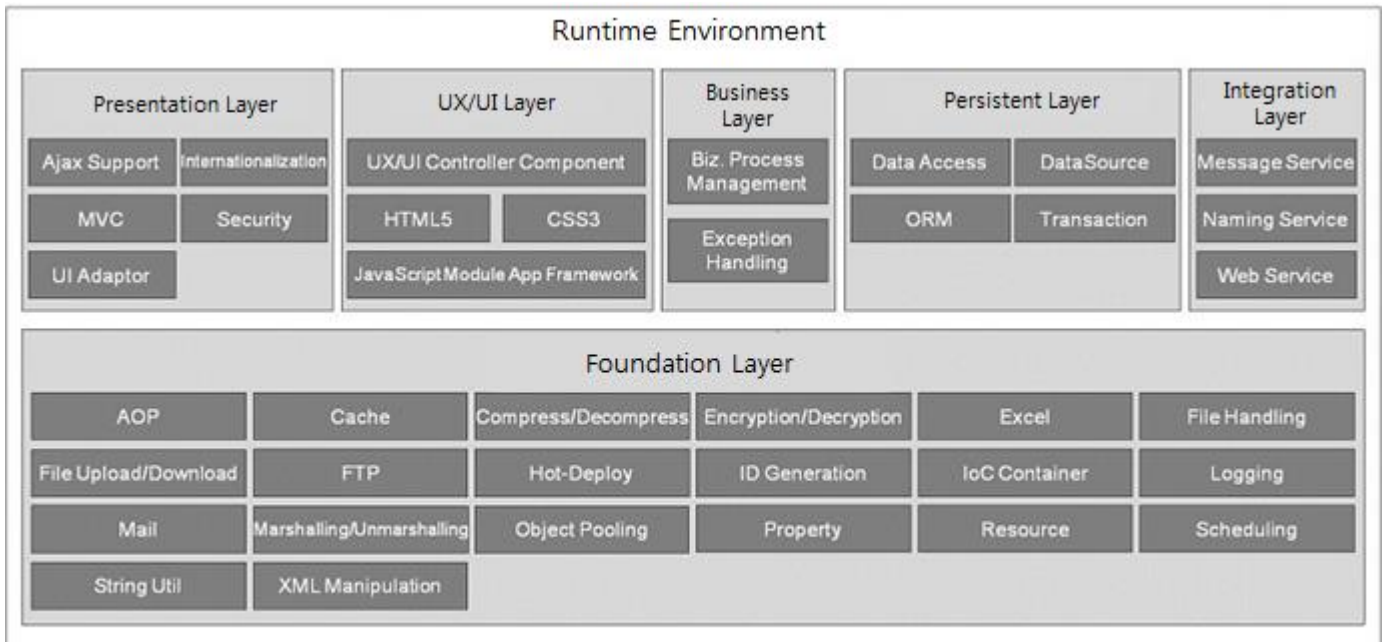 Runtime Environment
Presentation Layer
Ajax Support
Internationalization
MVC
Security
UI Adaptor
UX/UI Layer
UX/UI Controller Component
HTML5
CSS3
JavaScript Module App Framework
Business
Layer
Biz. Process
Management
Exception
Handling
Persistent Layer
Data Access
DataSource
ORM
Transaction
Integration
Layer
Message Service
Naming Service
Web Service
Foundation Layer
AOP
Cache
Compress/Decompress
Encryption/Decryption
Excel
File Handling
File Upload/Download
FTP
Hot-Deploy
ID Generation
IoC Container
Logging
Mail
Marshalling/Unmarshalling
Object Pooling
Property
Resource
Scheduling
String Util
XML Manipulation